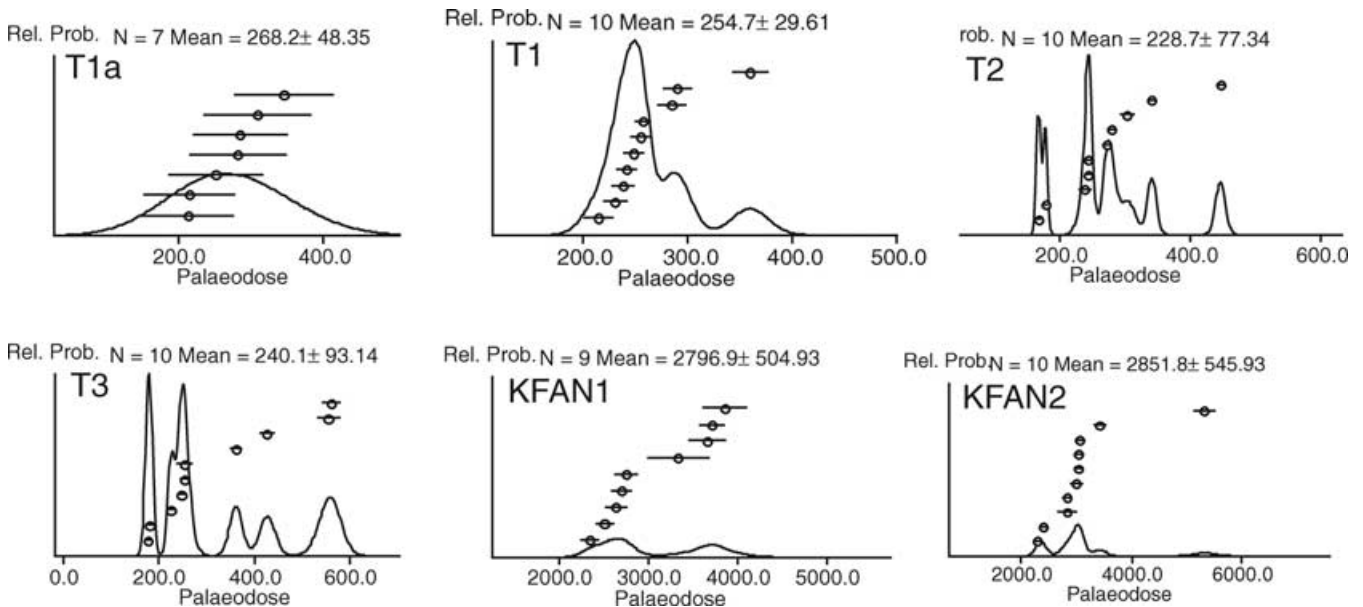 Rel. Prob. N = 7 Mean = 268.2± 48.35
T1a
200.0 400.0
Palaeodose
Rel. Prob. N = 10 Mean = 254.7± 29.61
T1
200.0 300.0 400.0 500.0
Palaeodose
rob. N = 10 Mean = 228.7± 77.34
T2
200.0 400.0 600.0
Palaeodose
Rel. Prob. N = 10 Mean = 240.1± 93.14
T3
0.0 200.0 400.0 600.0
Palaeodose
Rel. Prob. N = 9 Mean = 2796.9± 504.93
KFAN1
2000.0 3000.0 4000.0 5000.0
Palaeodose
Rel. Prob. N = 10 Mean = 2851.8± 545.93
KFAN2
2000.0 4000.0 6000.0
Palaeodose